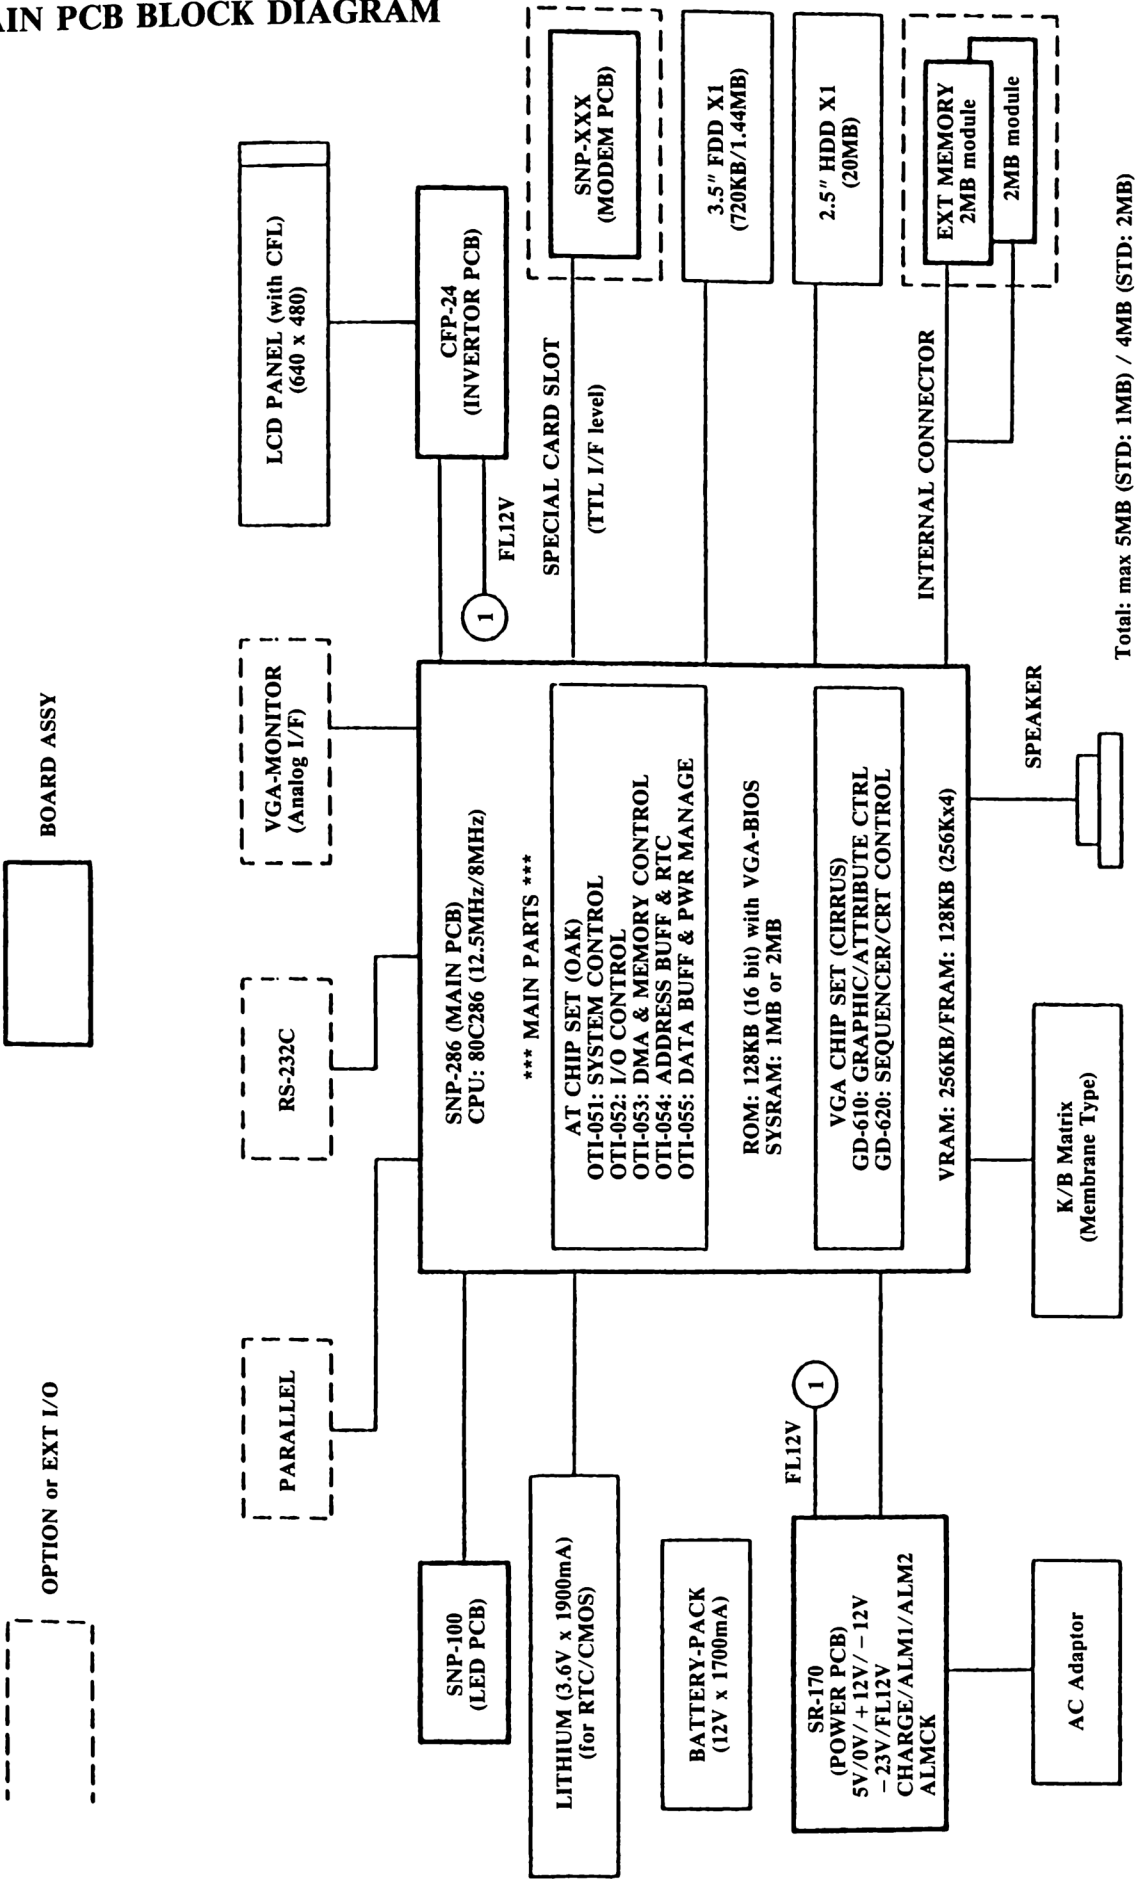 AIN PCB BLOCK DIAGRAM
OPTION or EXT I/O
BOARD ASSY
PARALLEL
RS-232C
VGA-MONITOR
(Analog I/F)
LCD PANEL (with CFL)
(640 x 480)
SNP-100
(LED PCB)
LITHIUM (3.6V x 1900mA)
(for RTC/CMOS)
BATTERY-PACK
(12V x 1700mA)
FL12V
1
SR-170
(POWER PCB)
5V/0V/+12V/-12V
-23V/FL12V
CHARGE/ALM1/ALM2
ALMCK
AC Adaptor
SNP-286 (MAIN PCB)
CPU: 80C286 (12.5MHz/8MHz)
*** MAIN PARTS ***
AT CHIP SET (OAK)
OTI-051: SYSTEM CONTROL
OTI-052: I/O CONTROL
OTI-053: DMA & MEMORY CONTROL
OTI-054: ADDRESS BUFF & RTC
OTI-055: DATA BUFF & PWR MANAGE
ROM: 128KB (16 bit) with VGA-BIOS
SYSRAM: 1MB or 2MB
VGA CHIP SET (CIRRUS)
GD-610: GRAPHIC/ATTRIBUTE CTRL
GD-620: SEQUENCER/CRT CONTROL
VRAM: 256KB/FRAM: 128KB (256Kx4)
K/B Matrix
(Membrane Type)
SPEAKER
CFP-24
(INVERTOR PCB)
FL12V
1
SPECIAL CARD SLOT
(TTL I/F level)
SNP-XXX
(MODEM PCB)
3.5" FDD X1
(720KB/1.44MB)
2.5" HDD X1
(20MB)
INTERNAL CONNECTOR
EXT MEMORY
2MB module
2MB module
Total: max 5MB (STD: 1MB) / 4MB (STD: 2MB)